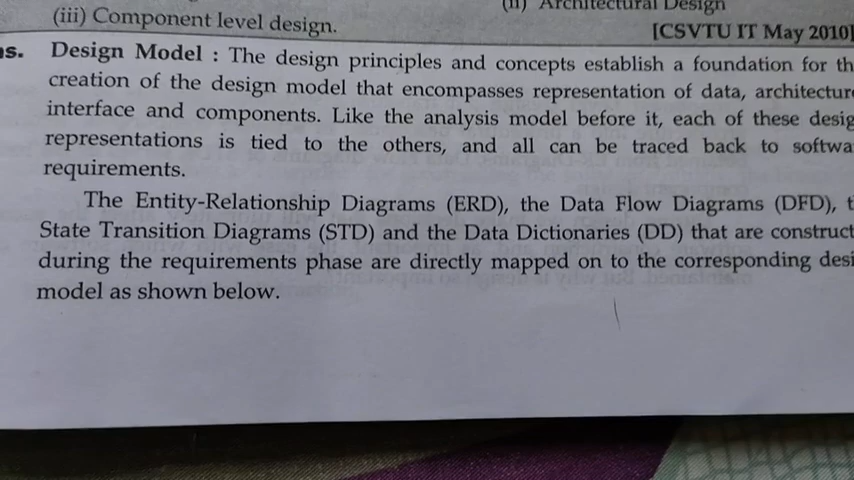 (ii) Architectural Design
(iii) Component level design.
[CSVTU IT May 2010]
ns. Design Model : The design principles and concepts establish a foundation for th
creation of the design model that encompasses representation of data, architecture
interface and components. Like the analysis model before it, each of these desig
representations is tied to the others, and all can be traced back to softwa
requirements.
The Entity-Relationship Diagrams (ERD), the Data Flow Diagrams (DFD), t
State Transition Diagrams (STD) and the Data Dictionaries (DD) that are construct
during the requirements phase are directly mapped on to the corresponding desi
model as shown below.